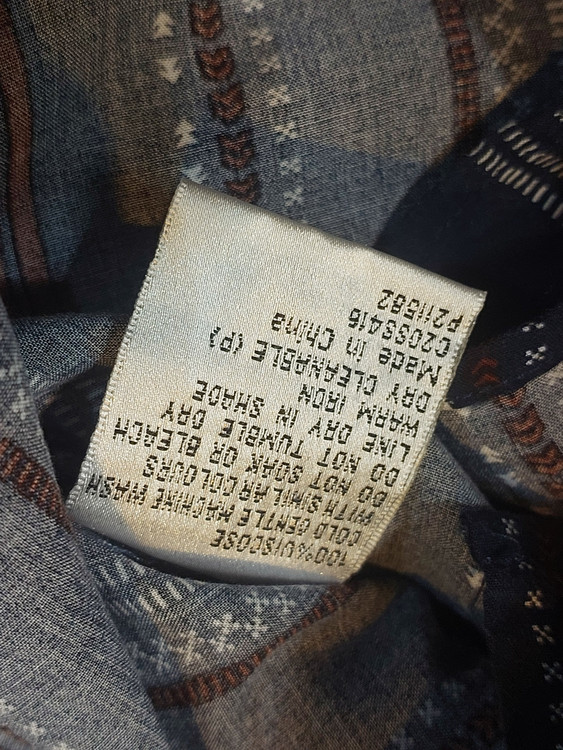 100% VISCOSE
COLD GENTLE MACHINE WASH
WITH SIMILAR COLOURS
DO NOT SOAK OR BLEACH
DO NOT TUMBLE DRY
LINE DRY IN SHADE
WARM IRON
DRY CLEANABLE (P)
Made in China
C20SS416
P211582